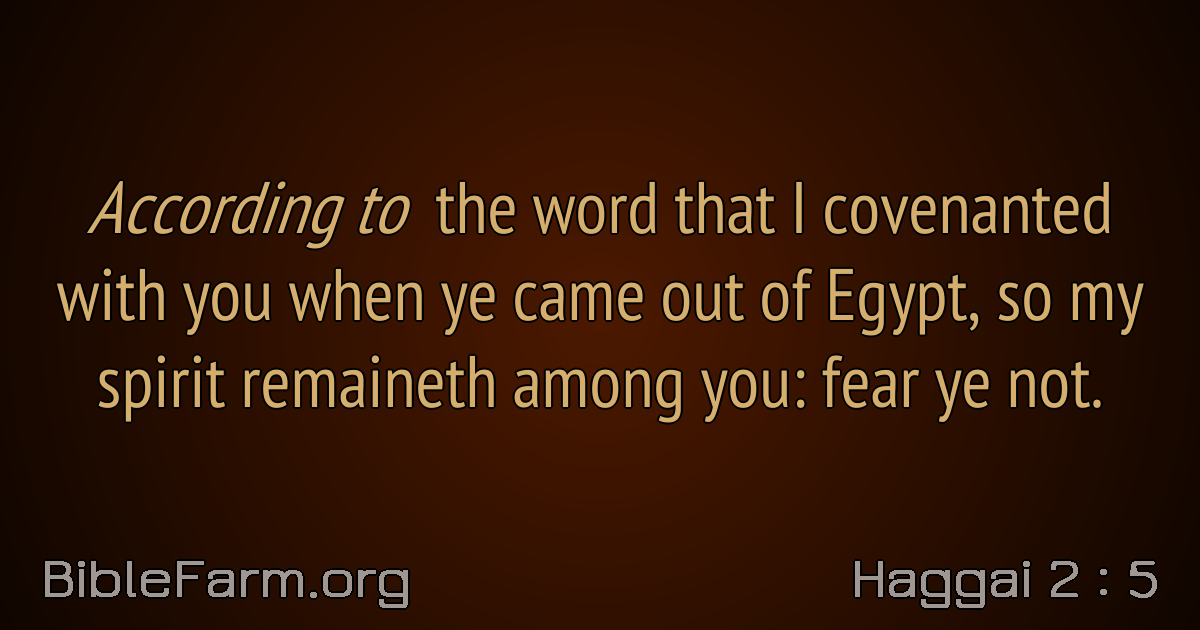 According to the word that I covenanted
with you when ye came out of Egypt, so my
spirit remaineth among you: fear ye not.
BibleFarm.org
Haggai 2 : 5